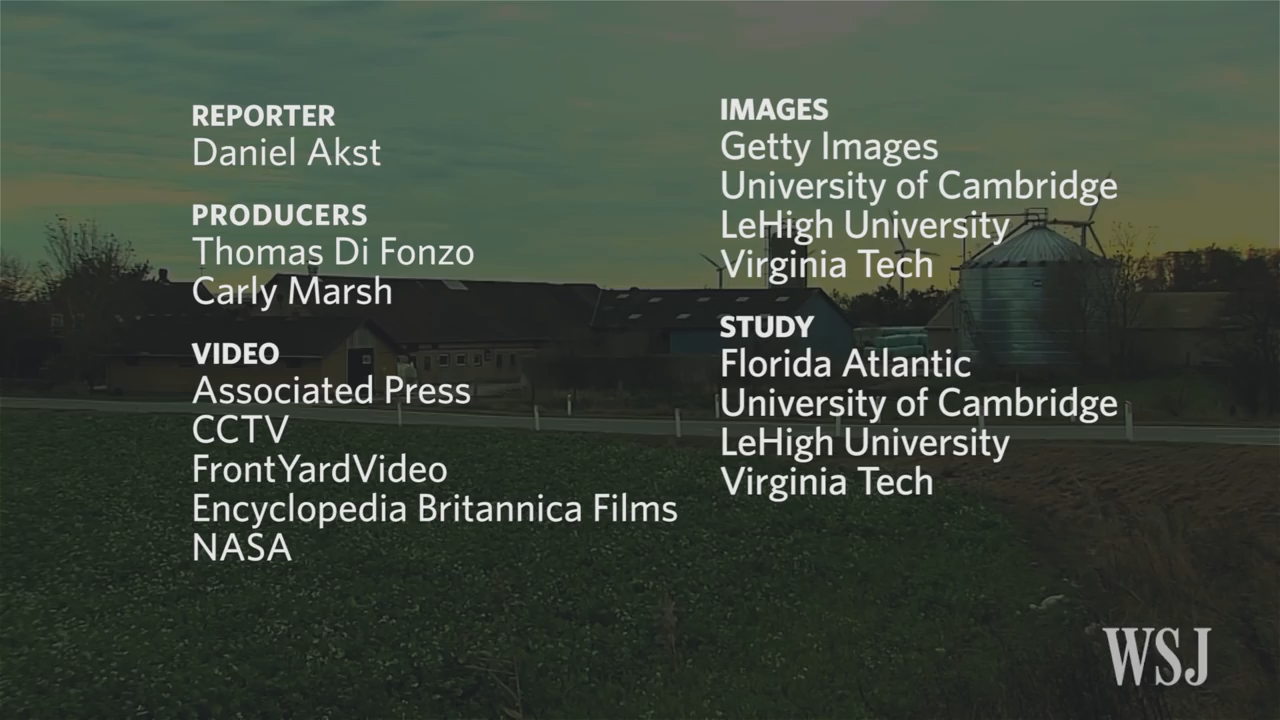 REPORTER
Daniel Akst
PRODUCERS
Thomas Di Fonzo
Carly Marsh
VIDEO
Associated Press
CCTV
FrontYardVideo
Encyclopedia Britannica Films
NASA
IMAGES
Getty Images
University of Cambridge
LeHigh University
Virginia Tech
STUDY
Florida Atlantic
University of Cambridge
LeHigh University
Virginia Tech
WSJ